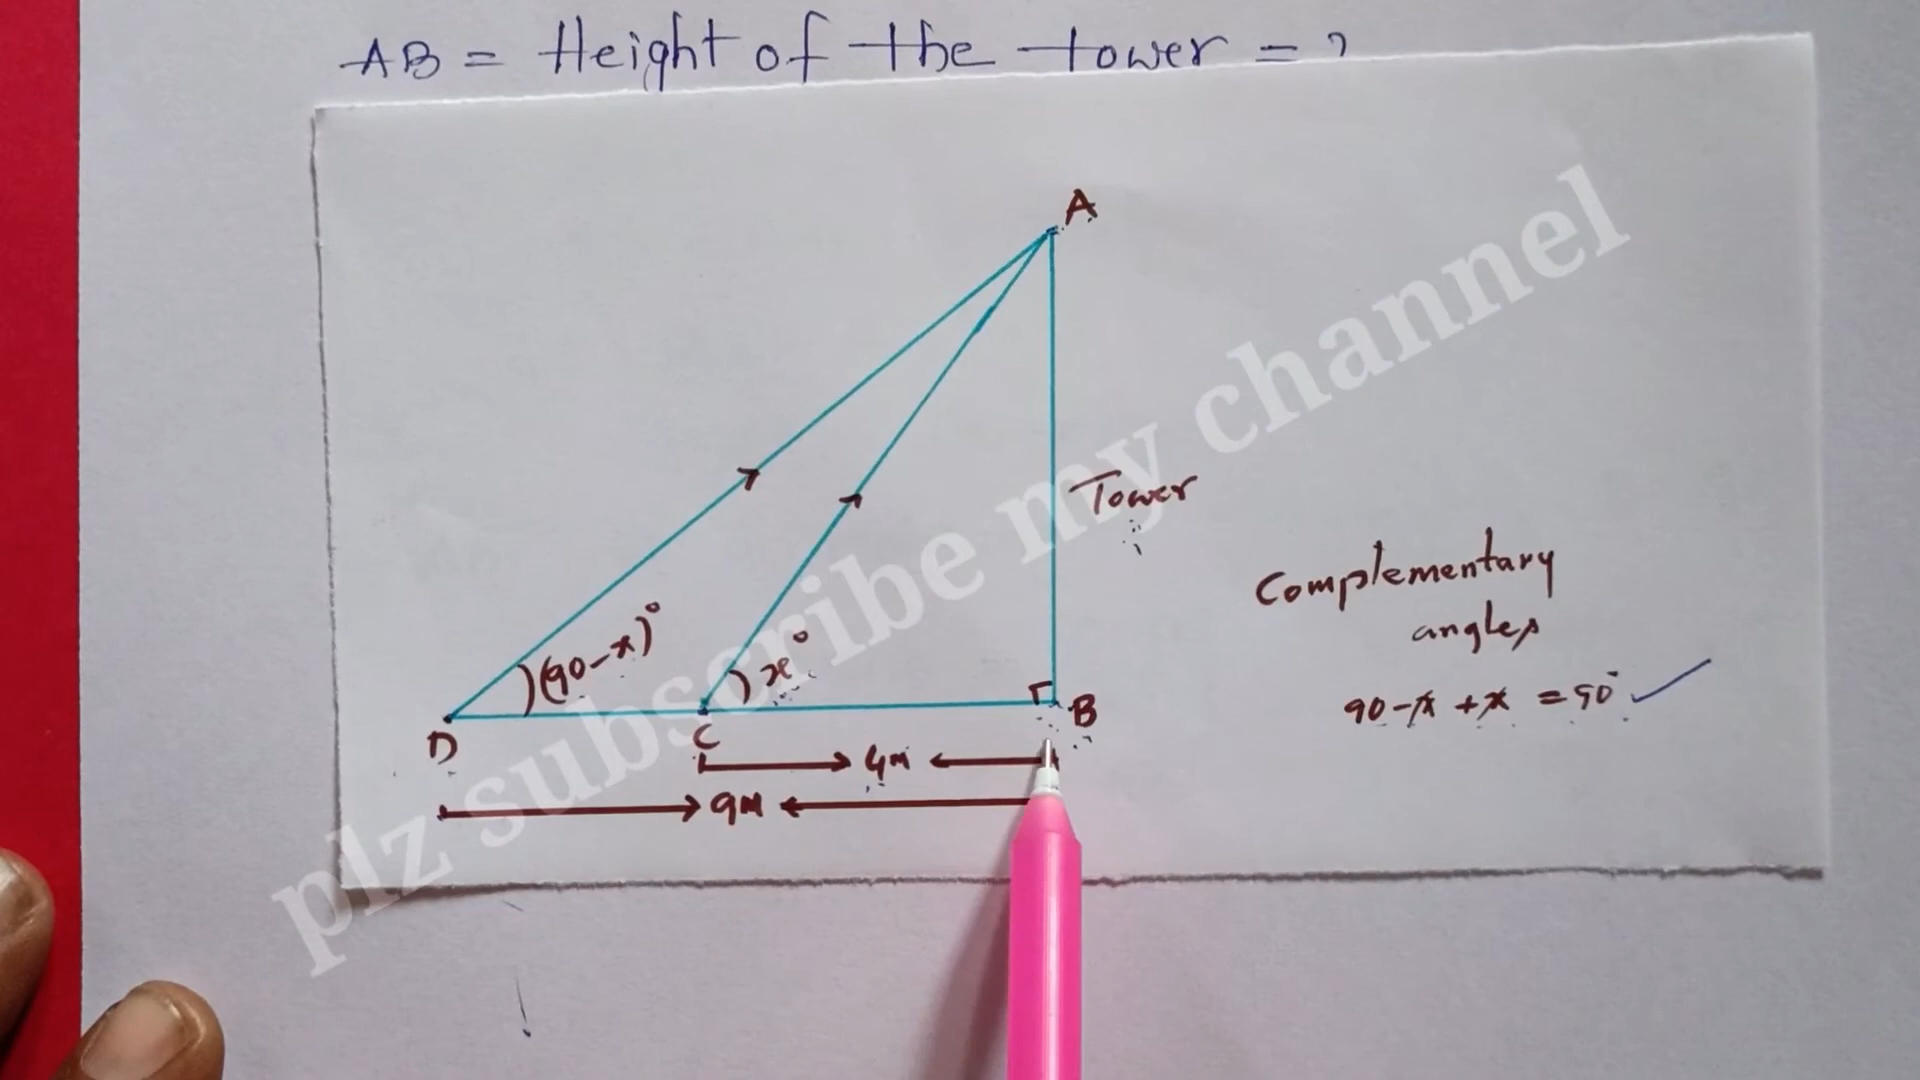 AB = Height of the tower = ?
A
Tower
Complementary
angles
90-x+x = 90°
(90-x)°
x°
D
C
B
4m
9m
plz subscribe my channel